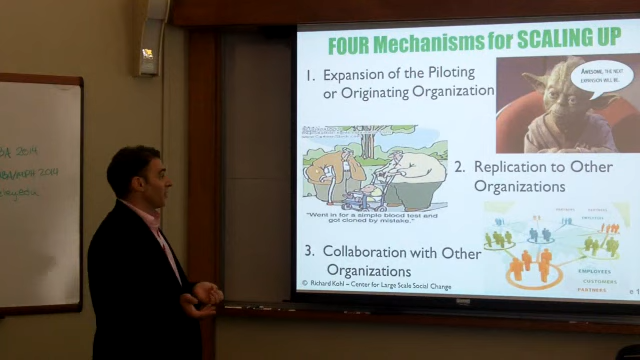 FOUR Mechanisms for SCALING UP
1. Expansion of the Piloting
or Originating Organization
AWESOME, THE NEXT
EXPANSION WILL BE.
2. Replication to Other
Organizations
"Went in for a simple blood test and
got cloned by mistake."
3. Collaboration with Other
Organizations
EMPLOYEES
CUSTOMERS
PARTNERS
© Richard Kohl – Center for Large Scale Social Change
2014
2014